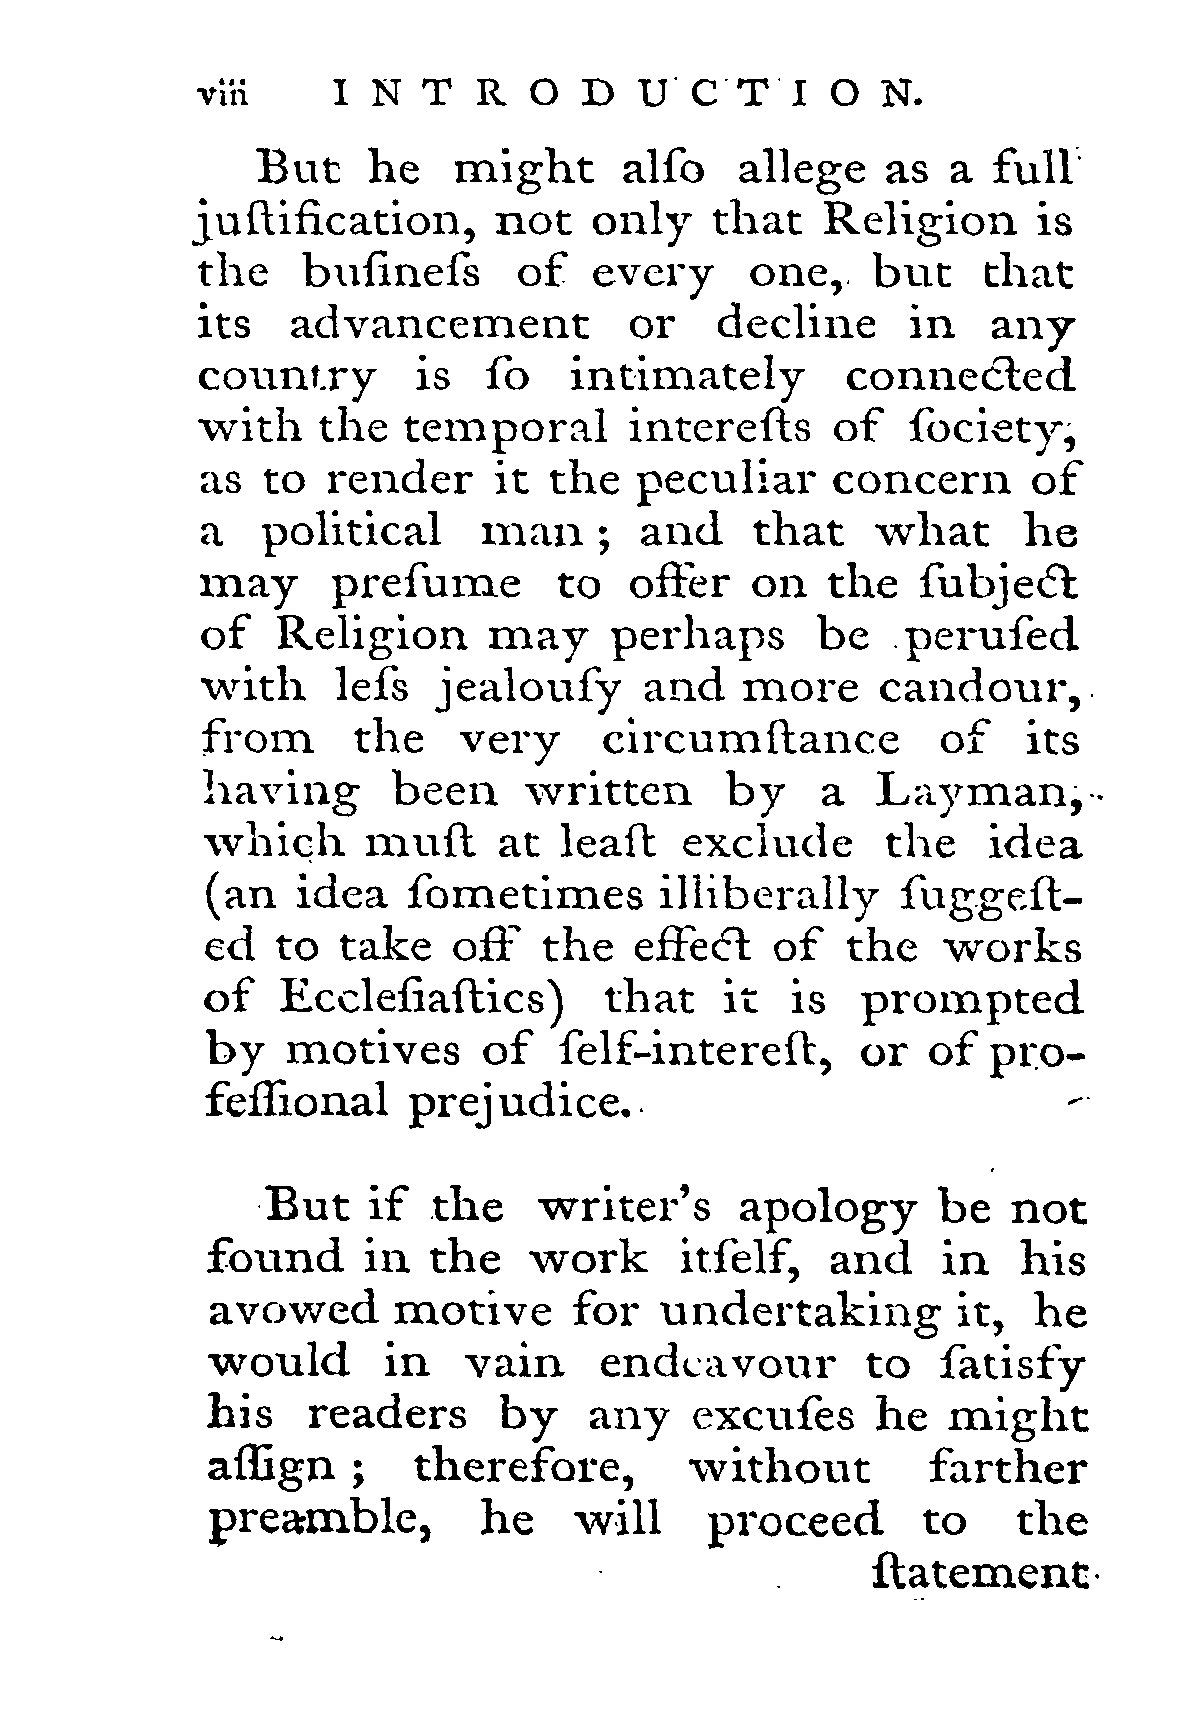 viii INTRODUCTION.
But he might alſo allege as a full
juſtification, not only that Religion is
the buſineſs of every one, but that
its advancement or decline in any
country is ſo intimately connected
with the temporal intereſts of ſociety,
as to render it the peculiar concern of
a political man ; and that what he
may preſume to offer on the ſubject
of Religion may perhaps be peruſed
with leſs jealouſy and more candour,
from the very circumſtance of its
having been written by a Layman,
which muſt at leaſt exclude the idea
(an idea ſometimes illiberally ſuggeſt-
ed to take off the effect of the works
of Eccleſiaſtics) that it is prompted
by motives of ſelf-intereſt, or of pro-
feſſional prejudice.
But if the writer's apology be not
found in the work itſelf, and in his
avowed motive for undertaking it, he
would in vain endeavour to ſatisfy
his readers by any excuſes he might
aſſign ; therefore, without farther
preamble, he will proceed to the
ſtatement